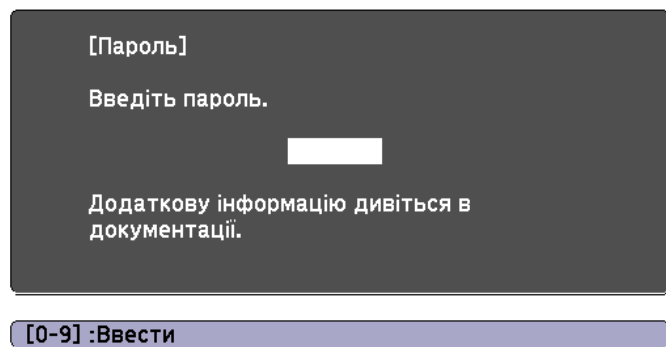 [Пароль]
Введіть пароль.
Додаткову інформацію дивіться в
документації.
[0-9] :Ввести